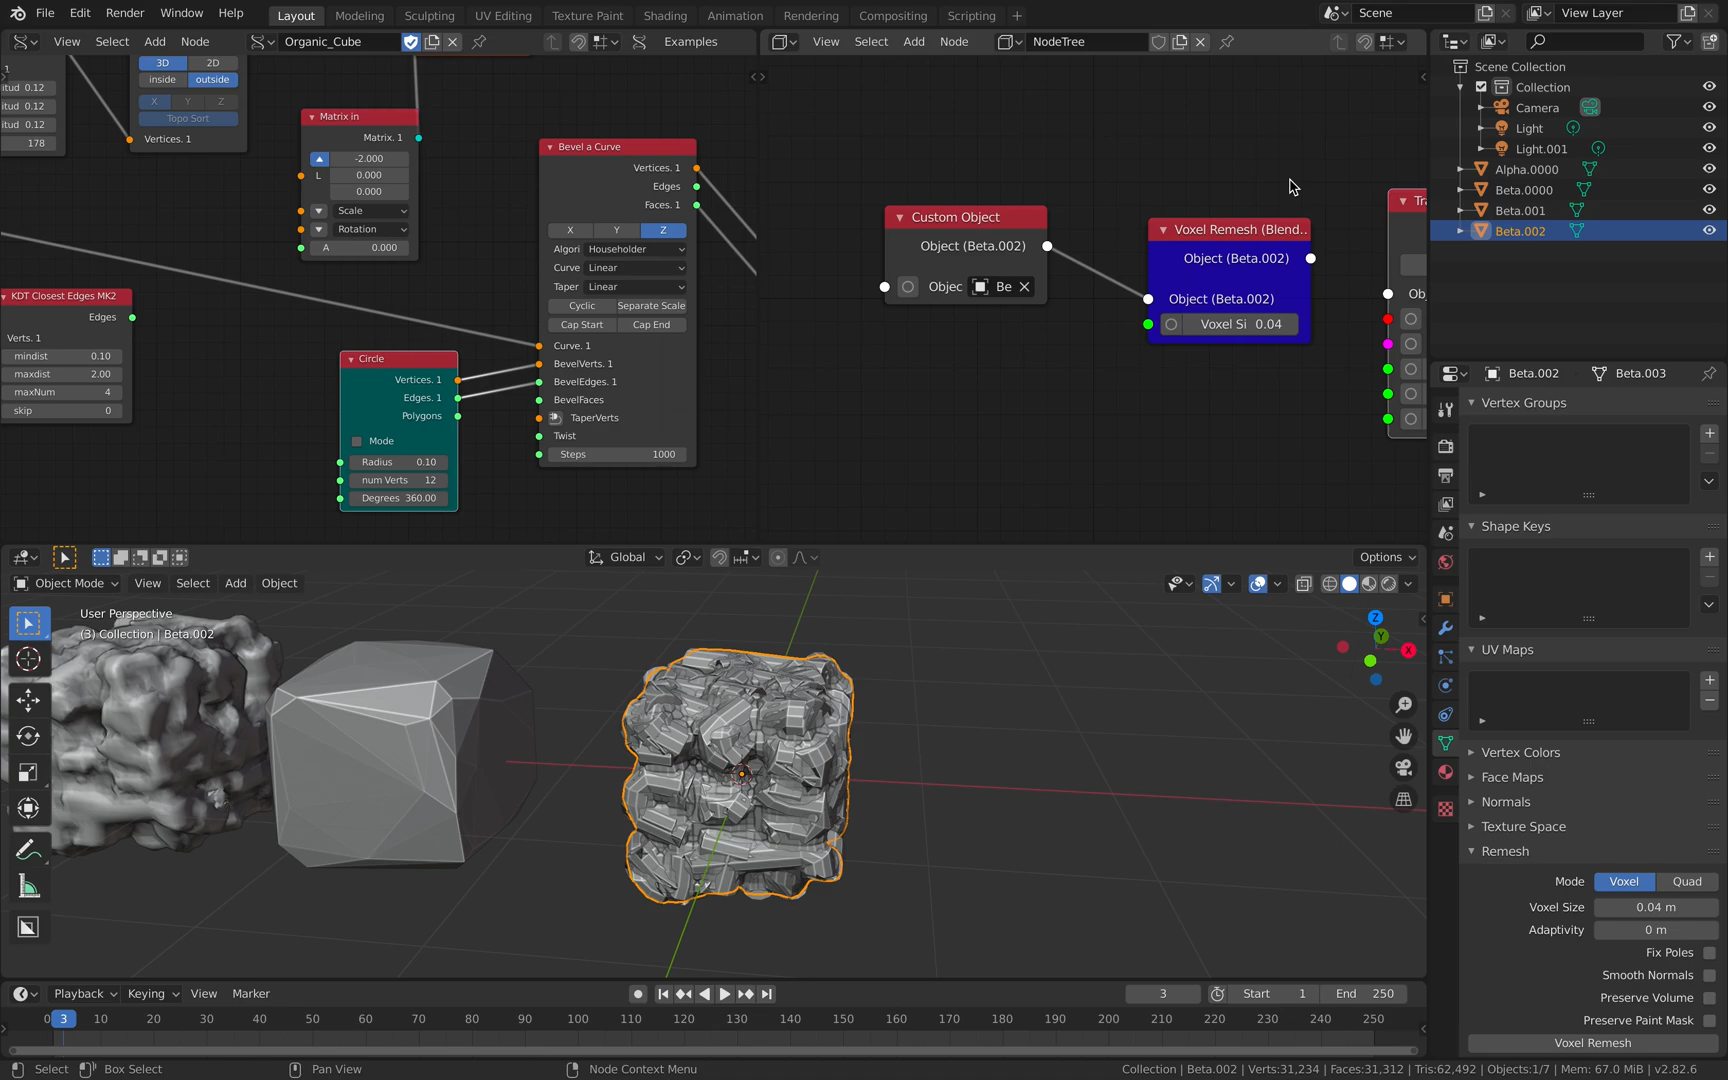 File Edit Render Window Help Layout Modeling Sculpting UV Editing Texture Paint Shading Animation Rendering Compositing Scripting + Scene View Layer
View Select Add Node Organic_Cube Examples View Select Add Node NodeTree
Scene Collection
Collection
Camera
Light
Light.001
Alpha.0000
Beta.0000
Beta.001
Beta.002
1
itud 0.12
itud 0.12
itud 0.12
178
3D 2D
inside outside
X Y Z
Topo Sort
Vertices. 1
Matrix in
Matrix. 1
-2.000
L 0.000
0.000
Scale
Rotation
A 0.000
KDT Closest Edges MK2
Edges
Verts. 1
mindist 0.10
maxdist 2.00
maxNum 4
skip 0
Circle
Vertices. 1
Edges. 1
Polygons
Mode
Radius 0.10
num Verts 12
Degrees 360.00
Bevel a Curve
Vertices. 1
Edges
Faces. 1
X Y Z
Algori Householder
Curve Linear
Taper Linear
Cyclic Separate Scale
Cap Start Cap End
Curve. 1
BevelVerts. 1
BevelEdges. 1
BevelFaces
TaperVerts
Twist
Steps 1000
Custom Object
Object (Beta.002)
Objec Be
Voxel Remesh (Blend..
Object (Beta.002)
Object (Beta.002)
Voxel Si 0.04
Tra
Obj
Beta.002 Beta.003
Vertex Groups
Shape Keys
UV Maps
Vertex Colors
Face Maps
Normals
Texture Space
Remesh
Mode Voxel Quad
Voxel Size 0.04 m
Adaptivity 0 m
Fix Poles
Smooth Normals
Preserve Volume
Preserve Paint Mask
Voxel Remesh
Global Options
Object Mode View Select Add Object
User Perspective
(3) Collection | Beta.002
Z
Y
X
Playback Keying View Marker 3 Start 1 End 250
0 3 10 20 30 40 50 60 70 80 90 100 110 120 130 140 150 160 170 180 190 200 210 220 230 240 250
Select Box Select Pan View Node Context Menu Collection | Beta.002 | Verts:31,234 | Faces:31,312 | Tris:62,492 | Objects:1/7 | Mem: 67.0 MiB | v2.82.6